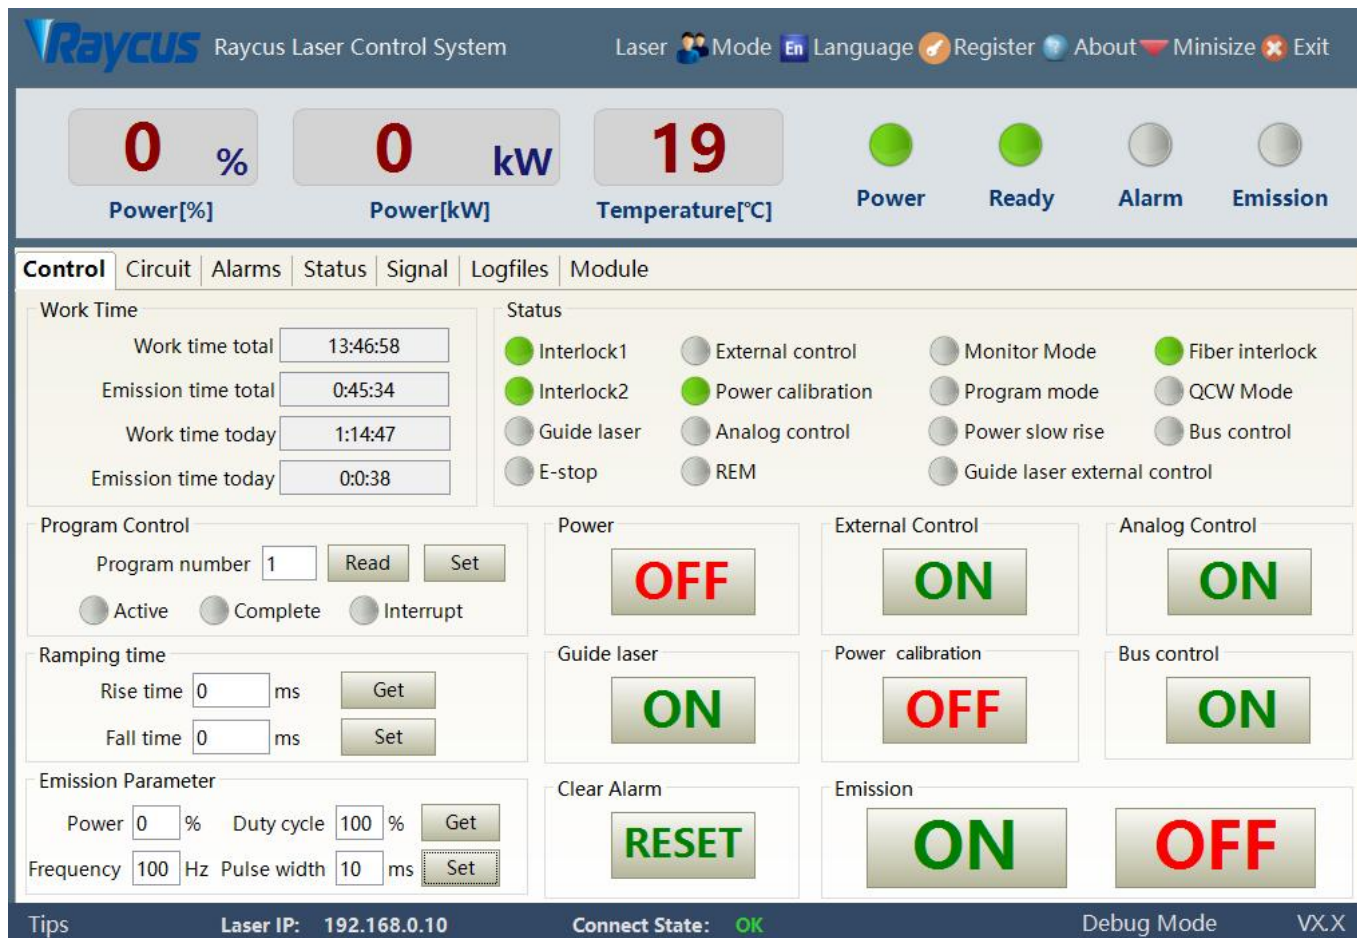 Raycus Raycus Laser Control System Laser Mode En Language Register ? About Minisize Exit
0 % 0 kW 19
Power[%] Power[kW] Temperature[℃] Power Ready Alarm Emission
Control Circuit Alarms Status Signal Logfiles Module
Work Time
Work time total 13:46:58
Emission time total 0:45:34
Work time today 1:14:47
Emission time today 0:0:38
Status
Interlock1 External control Monitor Mode Fiber interlock
Interlock2 Power calibration Program mode QCW Mode
Guide laser Analog control Power slow rise Bus control
E-stop REM Guide laser external control
Program Control
Program number 1 Read Set
Active Complete Interrupt
Power
OFF
External Control
ON
Analog Control
ON
Ramping time
Rise time 0 ms Get
Fall time 0 ms Set
Guide laser
ON
Power calibration
OFF
Bus control
ON
Emission Parameter
Power 0 % Duty cycle 100 % Get
Frequency 100 Hz Pulse width 10 ms Set
Clear Alarm
RESET
Emission
ON OFF
Tips Laser IP: 192.168.0.10 Connect State: OK Debug Mode VX.X